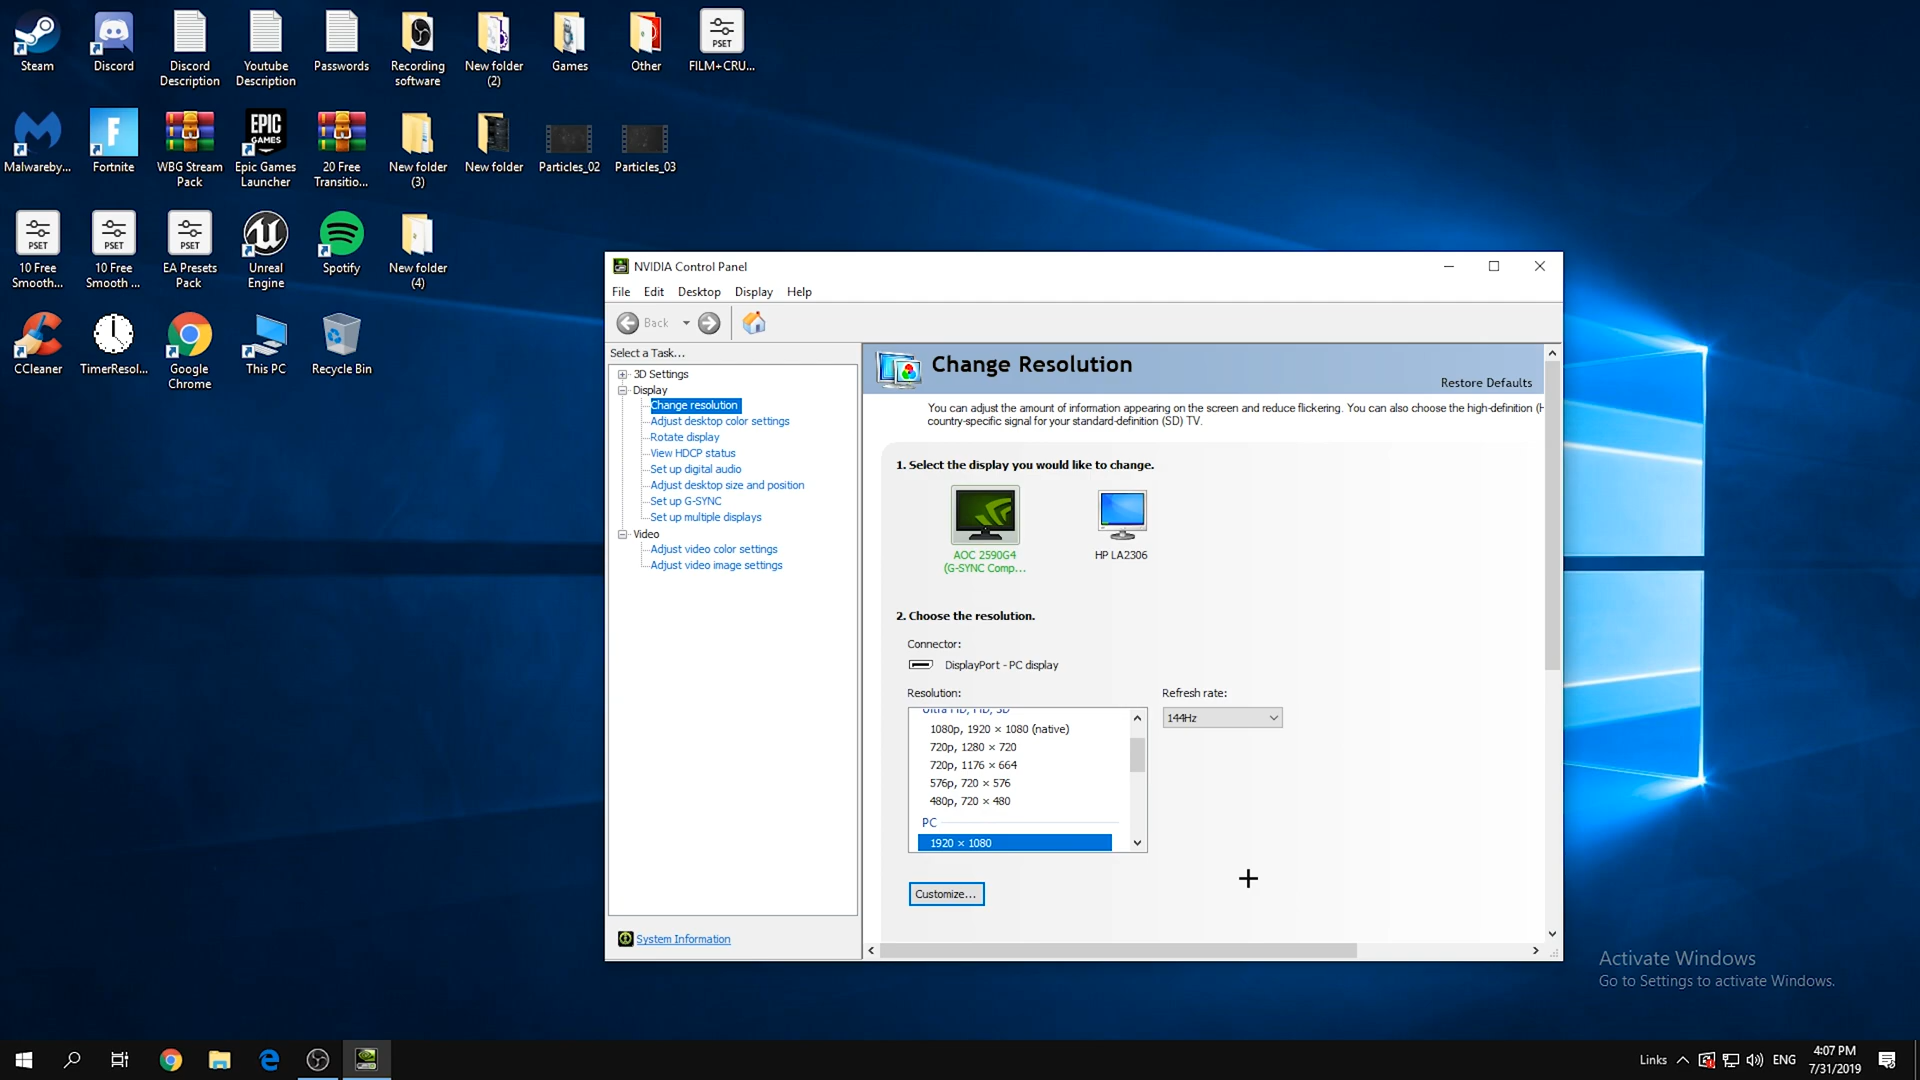 Steam
Discord
Discord Description
Youtube Description
Passwords
Recording software
New folder (2)
Games
Other
PSET
FILM+CRU...
Malwareby...
F
Fortnite
WBG Stream Pack
EPIC GAMES
Epic Games Launcher
20 Free Transitio...
New folder (3)
New folder
Particles_02
Particles_03
PSET
10 Free Smooth...
PSET
10 Free Smooth ...
PSET
EA Presets Pack
Unreal Engine
Spotify
New folder (4)
CCleaner
TimerResol...
Google Chrome
This PC
Recycle Bin
NVIDIA Control Panel
File Edit Desktop Display Help
Back
Select a Task...
3D Settings
Display
Change resolution
Adjust desktop color settings
Rotate display
View HDCP status
Set up digital audio
Adjust desktop size and position
Set up G-SYNC
Set up multiple displays
Video
Adjust video color settings
Adjust video image settings
System Information
Change Resolution
Restore Defaults
You can adjust the amount of information appearing on the screen and reduce flickering. You can also choose the high-definition (H
country-specific signal for your standard-definition (SD) TV.
1. Select the display you would like to change.
AOC 2590G4
(G-SYNC Comp...
HP LA2306
2. Choose the resolution.
Connector:
DisplayPort - PC display
Resolution:
Refresh rate:
Ultra HD, HD, SD
1080p, 1920 × 1080 (native)
720p, 1280 × 720
720p, 1176 × 664
576p, 720 × 576
480p, 720 × 480
PC
1920 × 1080
144Hz
Customize...
Activate Windows
Go to Settings to activate Windows.
Links
ENG
4:07 PM
7/31/2019